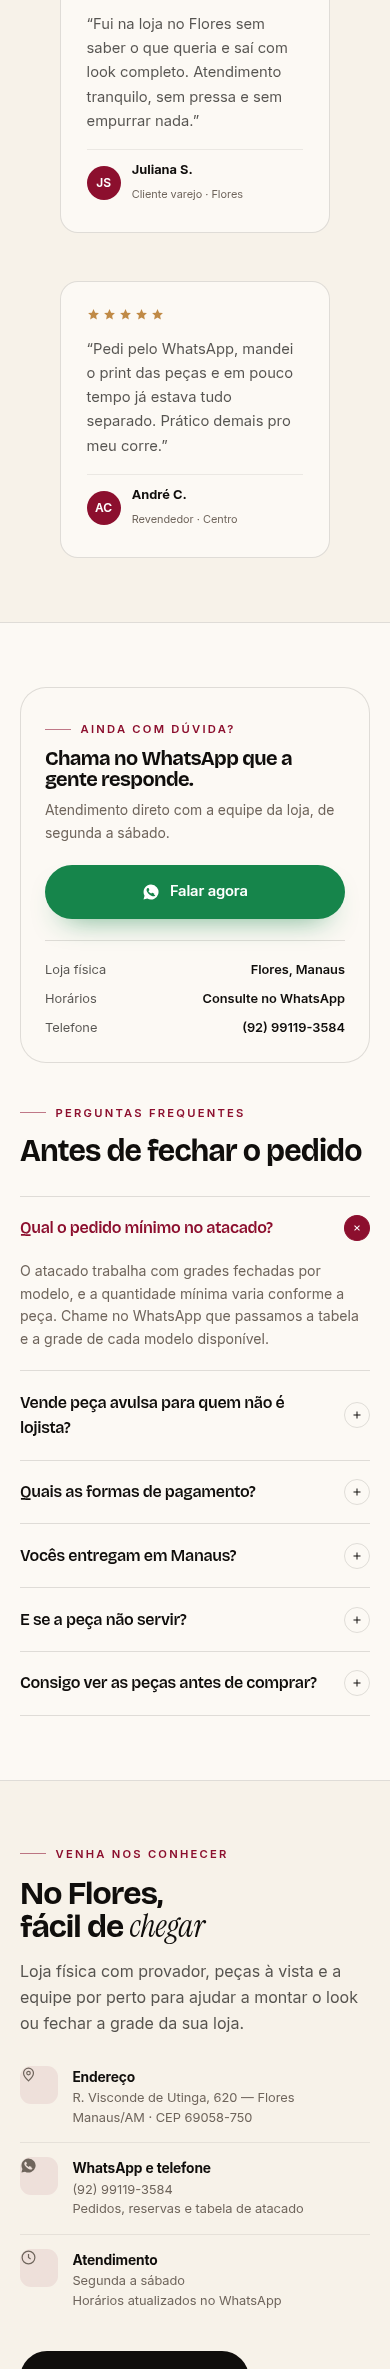 “Fui na loja no Flores sem
saber o que queria e saí com
look completo. Atendimento
tranquilo, sem pressa e sem
empurrar nada.”
JS
Juliana S.
Cliente varejo · Flores
★★★★★
“Pedi pelo WhatsApp, mandei
o print das peças e em pouco
tempo já estava tudo
separado. Prático demais pro
meu corre.”
AC
André C.
Revendedor · Centro
AINDA COM DÚVIDA?
Chama no WhatsApp que a
gente responde.
Atendimento direto com a equipe da loja, de
segunda a sábado.
Falar agora
Loja física Flores, Manaus
Horários Consulte no WhatsApp
Telefone (92) 99119-3584
PERGUNTAS FREQUENTES
Antes de fechar o pedido
Qual o pedido mínimo no atacado?
O atacado trabalha com grades fechadas por
modelo, e a quantidade mínima varia conforme a
peça. Chame no WhatsApp que passamos a tabela
e a grade de cada modelo disponível.
Vende peça avulsa para quem não é
lojista?
Quais as formas de pagamento?
Vocês entregam em Manaus?
E se a peça não servir?
Consigo ver as peças antes de comprar?
VENHA NOS CONHECER
No Flores,
fácil de chegar
Loja física com provador, peças à vista e a
equipe por perto para ajudar a montar o look
ou fechar a grade da sua loja.
Endereço
R. Visconde de Utinga, 620 — Flores
Manaus/AM · CEP 69058-750
WhatsApp e telefone
(92) 99119-3584
Pedidos, reservas e tabela de atacado
Atendimento
Segunda a sábado
Horários atualizados no WhatsApp